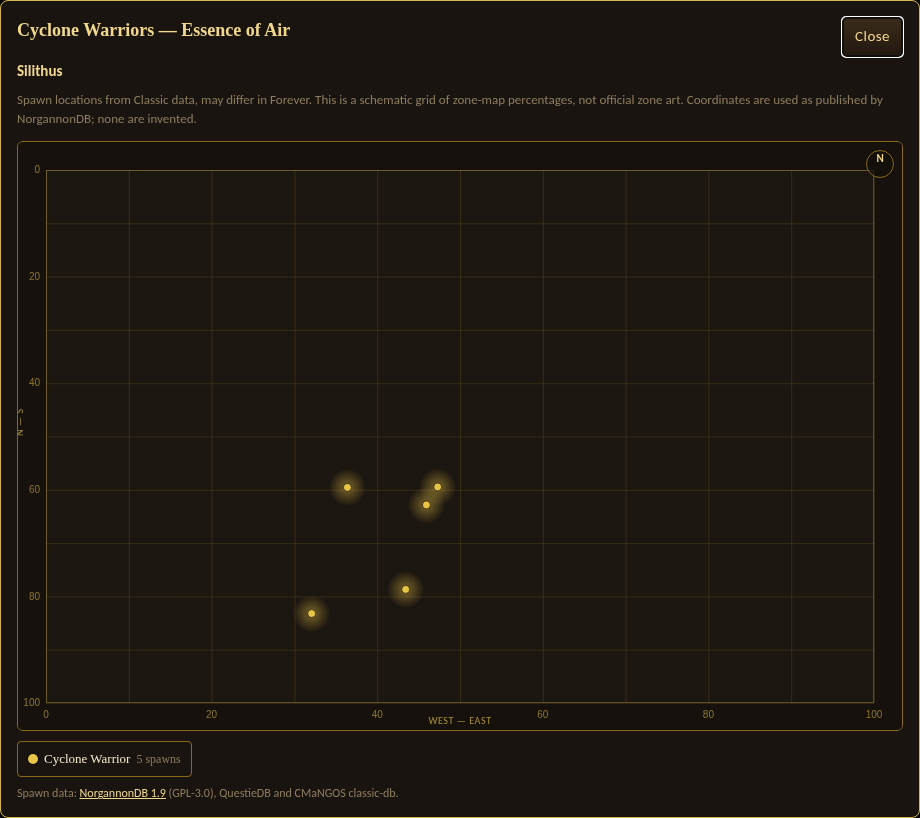 Cyclone Warriors — Essence of Air
Close
Silithus
Spawn locations from Classic data, may differ in Forever. This is a schematic grid of zone-map percentages, not official zone art. Coordinates are used as published by
NorgannonDB; none are invented.
N
0
20
40
N — S
60
80
100
0
20
40
60
80
100
WEST — EAST
Cyclone Warrior 5 spawns
Spawn data: NorgannonDB 1.9 (GPL-3.0), QuestieDB and CMaNGOS classic-db.